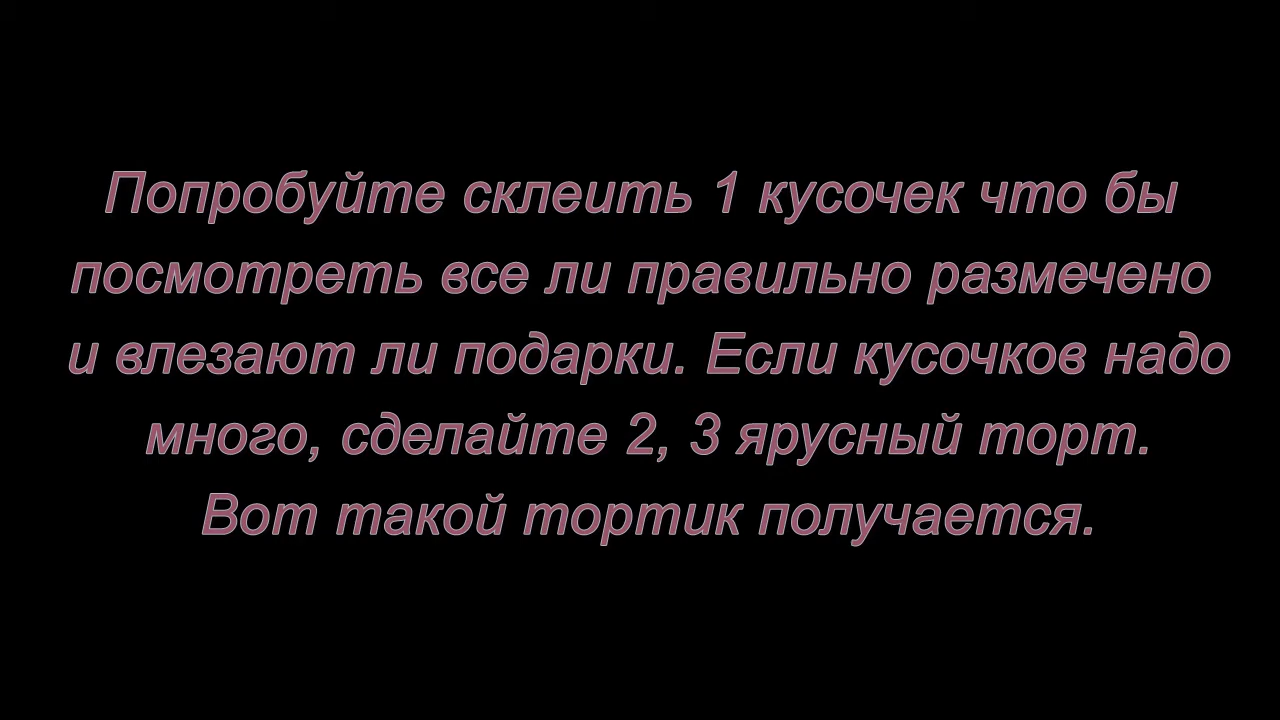 Попробуйте склеить 1 кусочек что бы
посмотреть все ли правильно размечено
и влезают ли подарки. Если кусочков надо
много, сделайте 2, 3 ярусный торт.
Вот такой тортик получается.